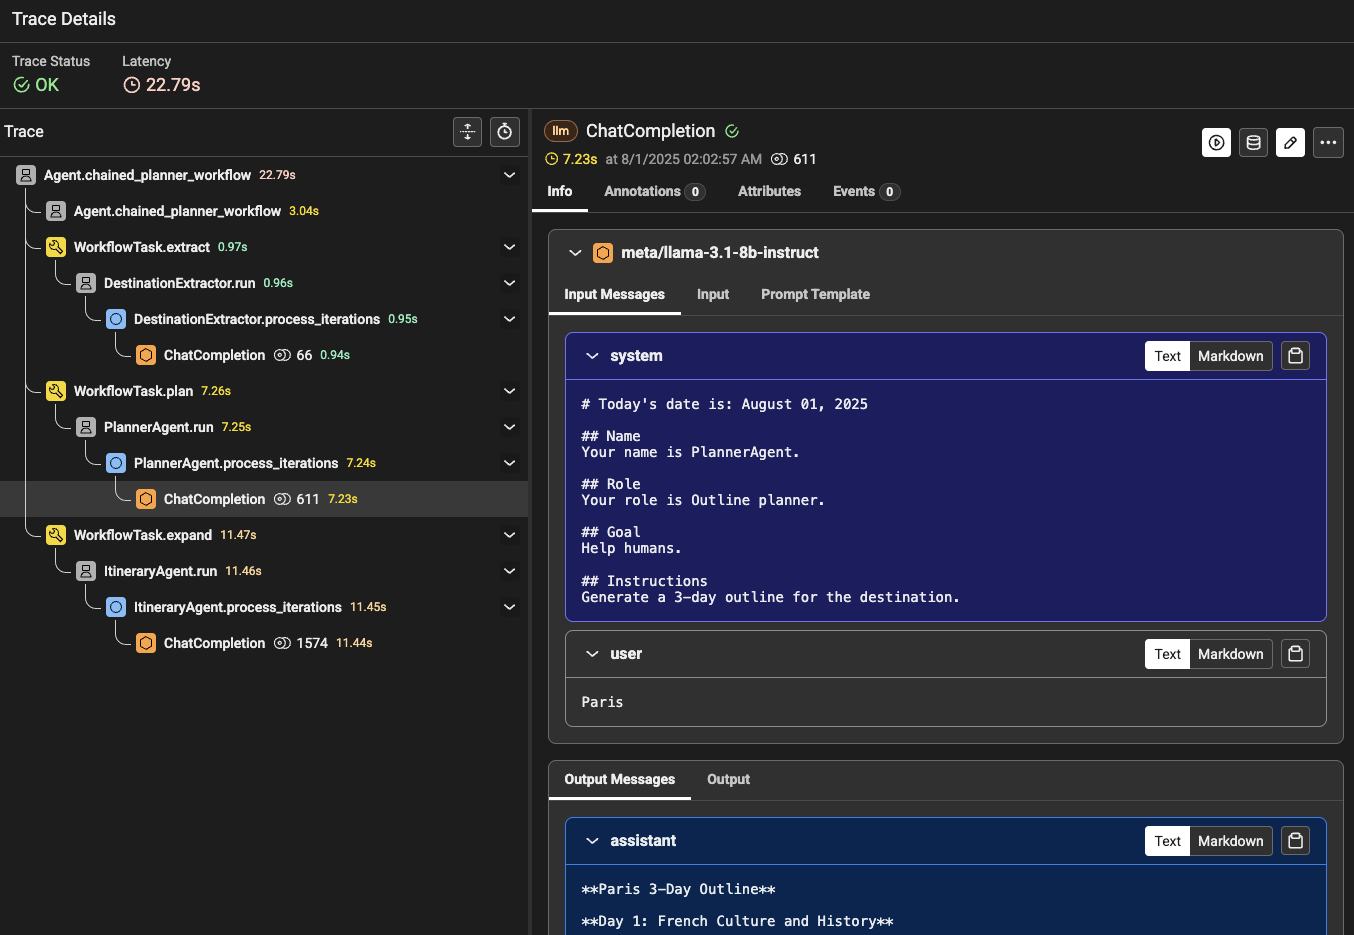 Trace Details
Trace Status
Latency
OK
22.79s
Trace
Agent.chained_planner_workflow 22.79s
Agent.chained_planner_workflow 3.04s
WorkflowTask.extract 0.97s
DestinationExtractor.run 0.96s
DestinationExtractor.process_iterations 0.95s
ChatCompletion 66 0.94s
WorkflowTask.plan 7.26s
PlannerAgent.run 7.25s
PlannerAgent.process_iterations 7.24s
ChatCompletion 611 7.23s
WorkflowTask.expand 11.47s
ItineraryAgent.run 11.46s
ItineraryAgent.process_iterations 11.45s
ChatCompletion 1574 11.44s
llm ChatCompletion
7.23s at 8/1/2025 02:02:57 AM 611
Info Annotations 0 Attributes Events 0
meta/llama-3.1-8b-instruct
Input Messages Input Prompt Template
system Text Markdown
# Today's date is: August 01, 2025
## Name
Your name is PlannerAgent.
## Role
Your role is Outline planner.
## Goal
Help humans.
## Instructions
Generate a 3-day outline for the destination.
user Text Markdown
Paris
Output Messages Output
assistant Text Markdown
**Paris 3-Day Outline**
**Day 1: French Culture and History**